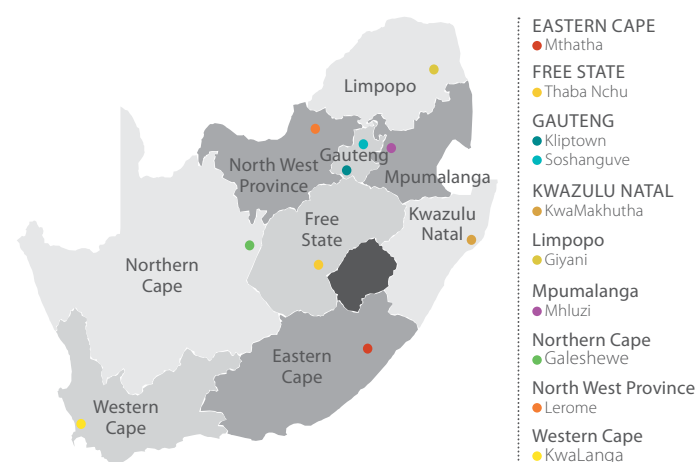 Limpopo
Gauteng
North West
Province
Mpumalanga
Free
State
Kwazulu
Natal
Northern
Cape
Eastern
Cape
Western
Cape
EASTERN CAPE
Mthatha
FREE STATE
Thaba Nchu
GAUTENG
Kliptown
Soshanguve
KWAZULU NATAL
KwaMakhutha
Limpopo
Giyani
Mpumalanga
Mhluzi
Northern Cape
Galeshewe
North West Province
Lerome
Western Cape
KwaLanga